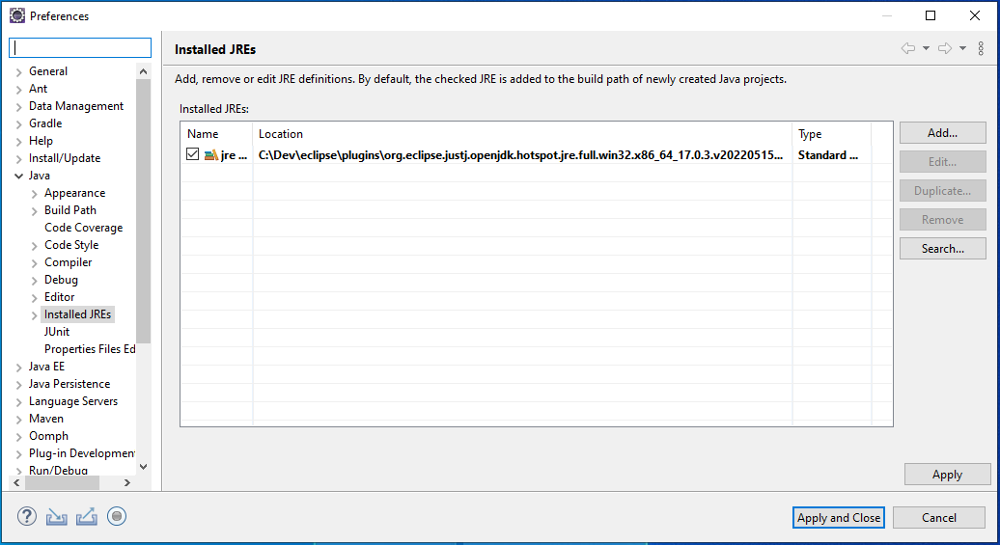 Preferences
General
Ant
Data Management
Gradle
Help
Install/Update
Java
Appearance
Build Path
Code Coverage
Code Style
Compiler
Debug
Editor
Installed JREs
JUnit
Properties Files Ed
Java EE
Java Persistence
Language Servers
Maven
Oomph
Plug-in Development
Run/Debug
Installed JREs
Add, remove or edit JRE definitions. By default, the checked JRE is added to the build path of newly created Java projects.
Installed JREs:
Name Location Type
jre ... C:\Dev\eclipse\plugins\org.eclipse.justj.openjdk.hotspot.jre.full.win32.x86_64_17.0.3.v20220515... Standard ...
Add...
Edit...
Duplicate...
Remove
Search...
Apply
Apply and Close Cancel